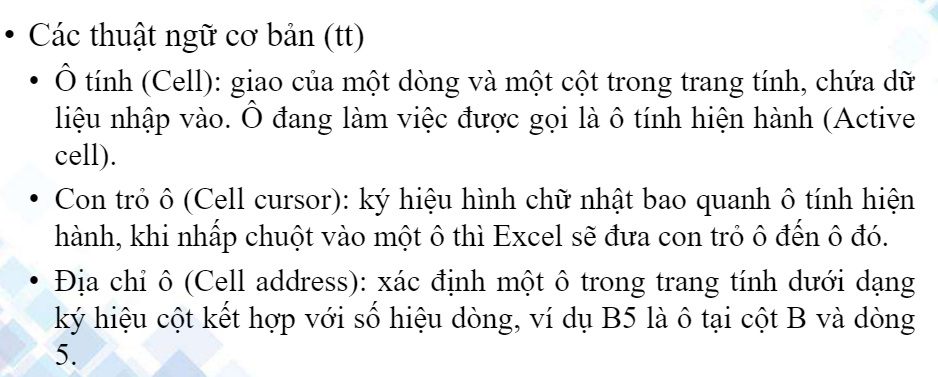 • Các thuật ngữ cơ bản (tt)
• Ô tính (Cell): giao của một dòng và một cột trong trang tính, chứa dữ
liệu nhập vào. Ô đang làm việc được gọi là ô tính hiện hành (Active
cell).
• Con trỏ ô (Cell cursor): ký hiệu hình chữ nhật bao quanh ô tính hiện
hành, khi nhấp chuột vào một ô thì Excel sẽ đưa con trỏ ô đến ô đó.
• Địa chỉ ô (Cell address): xác định một ô trong trang tính dưới dạng
ký hiệu cột kết hợp với số hiệu dòng, ví dụ B5 là ô tại cột B và dòng
5.